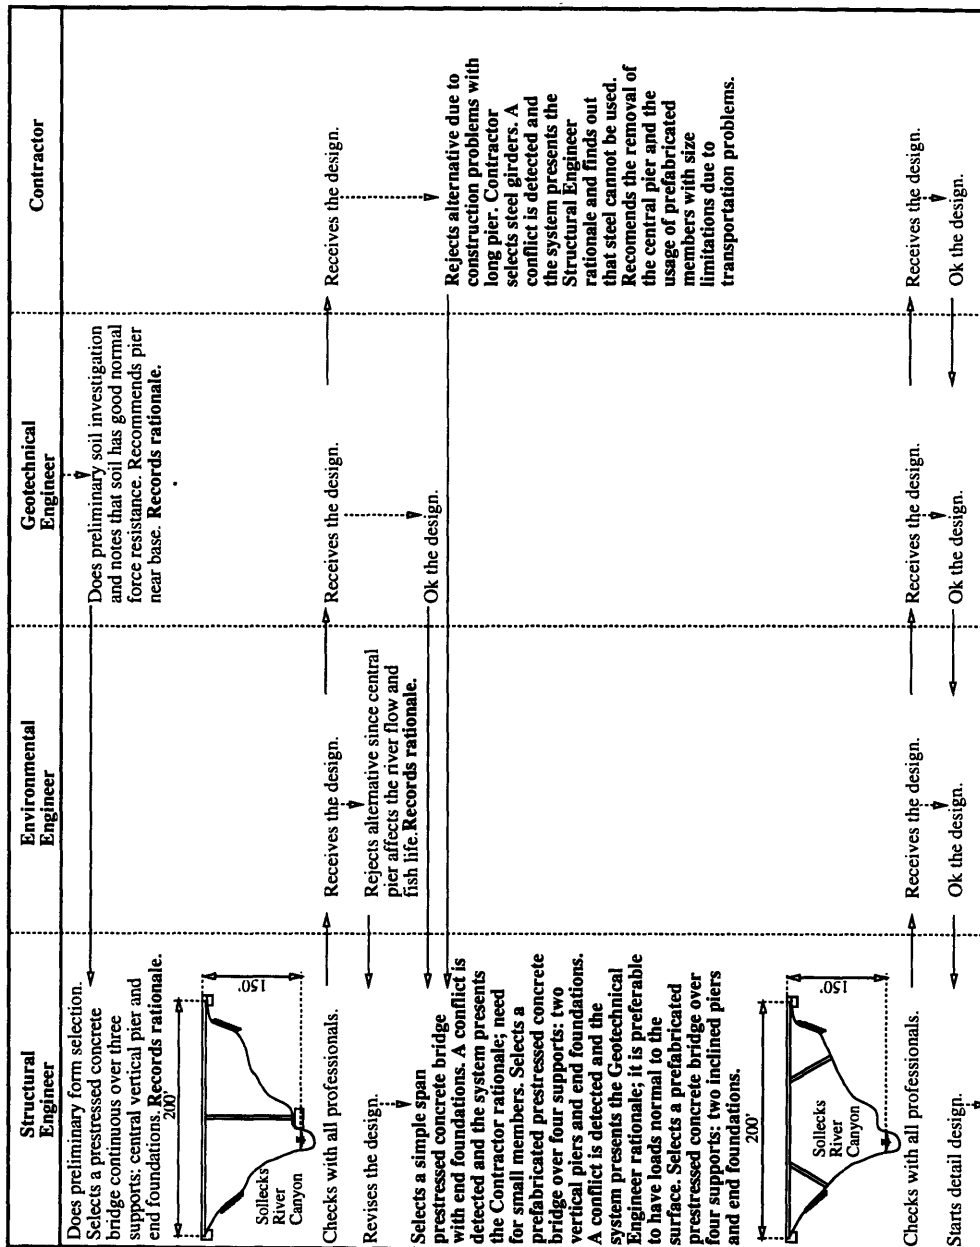 Structural
Engineer
Environmental
Engineer
Geotechnical
Engineer
Contractor
Does preliminary soil investigation
and notes that soil has good normal
force resistance. Recommends pier
near base. Records rationale.
Does preliminary form selection.
Selects a prestressed concrete
bridge continuous over three
supports: central vertical pier and
end foundations. Records rationale.
200'
150'
Sollecks
River
Canyon
Checks with all professionals.
Receives the design.
Receives the design.
Receives the design.
Rejects alternative since central
pier affects the river flow and
fish life. Records rationale.
Revises the design.
Ok the design.
Rejects alternative due to
construction problems with
long pier. Contractor
selects steel girders. A
conflict is detected and
the system presents the
Structural Engineer
rationale and finds out
that steel cannot be used.
Recomends the removal of
the central pier and the
usage of prefabricated
members with size
limitations due to
transportation problems.
Selects a simple span
prestressed concrete bridge
with end foundations. A conflict is
detected and the system presents
the Contractor rationale; need
for small members. Selects a
prefabricated prestressed concrete
bridge over four supports: two
vertical piers and end foundations.
A conflict is detected and the
system presents the Geotechnical
Engineer rationale; it is preferable
to have loads normal to the
surface. Selects a prefabricated
prestressed concrete bridge over
four supports: two inclined piers
and end foundations.
200'
150'
Sollecks
River
Canyon
Checks with all professionals.
Receives the design.
Receives the design.
Receives the design.
Ok the design.
Ok the design.
Ok the design.
Starts detail design.